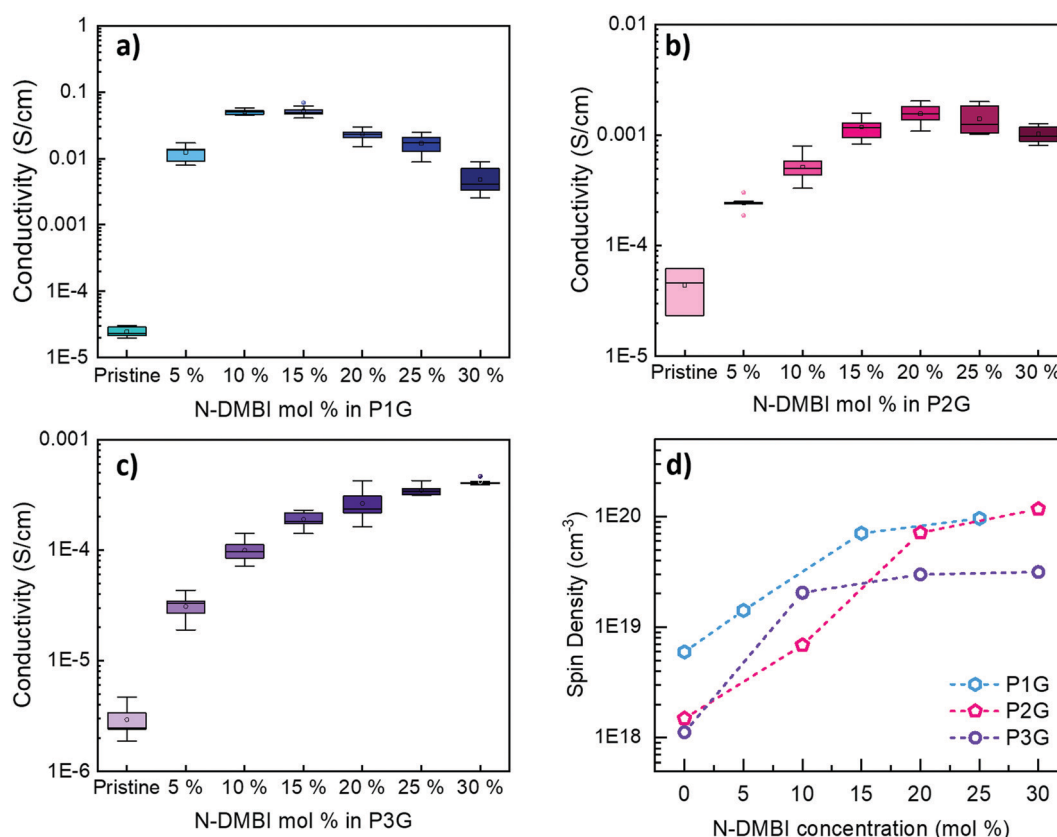 a)
Conductivity (S/cm)
1
0.1
0.01
0.001
1E-4
1E-5
Pristine 5 % 10 % 15 % 20 % 25 % 30 %
N-DMBI mol % in P1G
b)
Conductivity (S/cm)
0.01
0.001
1E-4
1E-5
Pristine 5 % 10 % 15 % 20 % 25 % 30 %
N-DMBI mol % in P2G
c)
Conductivity (S/cm)
0.001
1E-4
1E-5
1E-6
Pristine 5 % 10 % 15 % 20 % 25 % 30 %
N-DMBI mol % in P3G
d)
Spin Density (cm⁻³)
1E20
1E19
1E18
P1G
P2G
P3G
0 5 10 15 20 25 30
N-DMBI concentration (mol %)